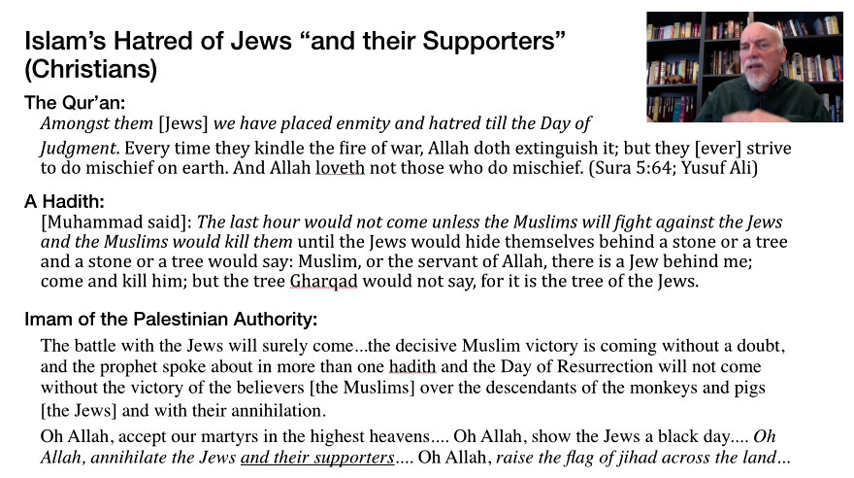 Islam’s Hatred of Jews “and their Supporters”
(Christians)
The Qur’an:
Amongst them [Jews] we have placed enmity and hatred till the Day of
Judgment. Every time they kindle the fire of war, Allah doth extinguish it; but they [ever] strive
to do mischief on earth. And Allah loveth not those who do mischief. (Sura 5:64; Yusuf Ali)
A Hadith:
[Muhammad said]: The last hour would not come unless the Muslims will fight against the Jews
and the Muslims would kill them until the Jews would hide themselves behind a stone or a tree
and a stone or a tree would say: Muslim, or the servant of Allah, there is a Jew behind me;
come and kill him; but the tree Gharqad would not say, for it is the tree of the Jews.
Imam of the Palestinian Authority:
The battle with the Jews will surely come...the decisive Muslim victory is coming without a doubt,
and the prophet spoke about in more than one hadith and the Day of Resurrection will not come
without the victory of the believers [the Muslims] over the descendants of the monkeys and pigs
[the Jews] and with their annihilation.
Oh Allah, accept our martyrs in the highest heavens.... Oh Allah, show the Jews a black day.... Oh
Allah, annihilate the Jews and their supporters.... Oh Allah, raise the flag of jihad across the land...